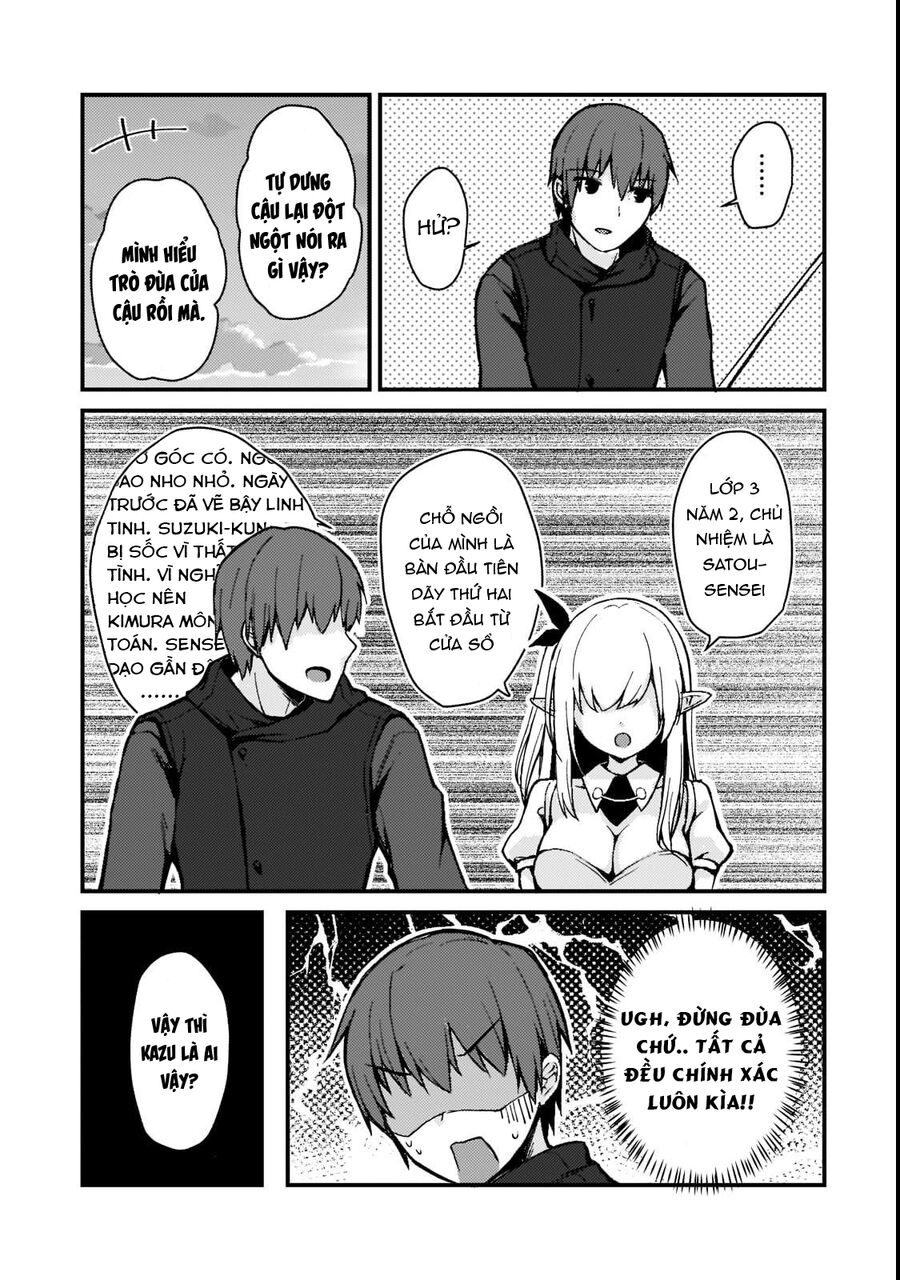 ......
HỬ?
TỰ DƯNG
CẬU LẠI ĐỘT
NGỘT NÓI RA
GÌ VẬY?
MÌNH HIỂU
TRÒ ĐÙA CỦA
CẬU RỒI MÀ.
LỚP 3
NĂM 2, CHỦ
NHIỆM LÀ
SATOU-
SENSEI
CHỖ NGỒI
CỦA MÌNH LÀ
BÀN ĐẦU TIÊN
DÃY THỨ HAI
BẮT ĐẦU TỪ
CỬA SỔ
GÓC CÓ.
NHO NHỎ. NGÀY
TRƯỚC ĐÃ VẼ BẬY LINH
TINH. SUZUKI-KUN
BỊ SỐC VÌ THẤT
TÌNH. VÌ
HỌC NÊN
KIMURA MÔN
TOÁN.
DẠO GẦN
.......
UGH, ĐỪNG ĐÙA
CHỨ.. TẤT CẢ
ĐỀU CHÍNH XÁC
LUÔN KÌA!!
VẬY THÌ
KAZU LÀ AI
VẬY?